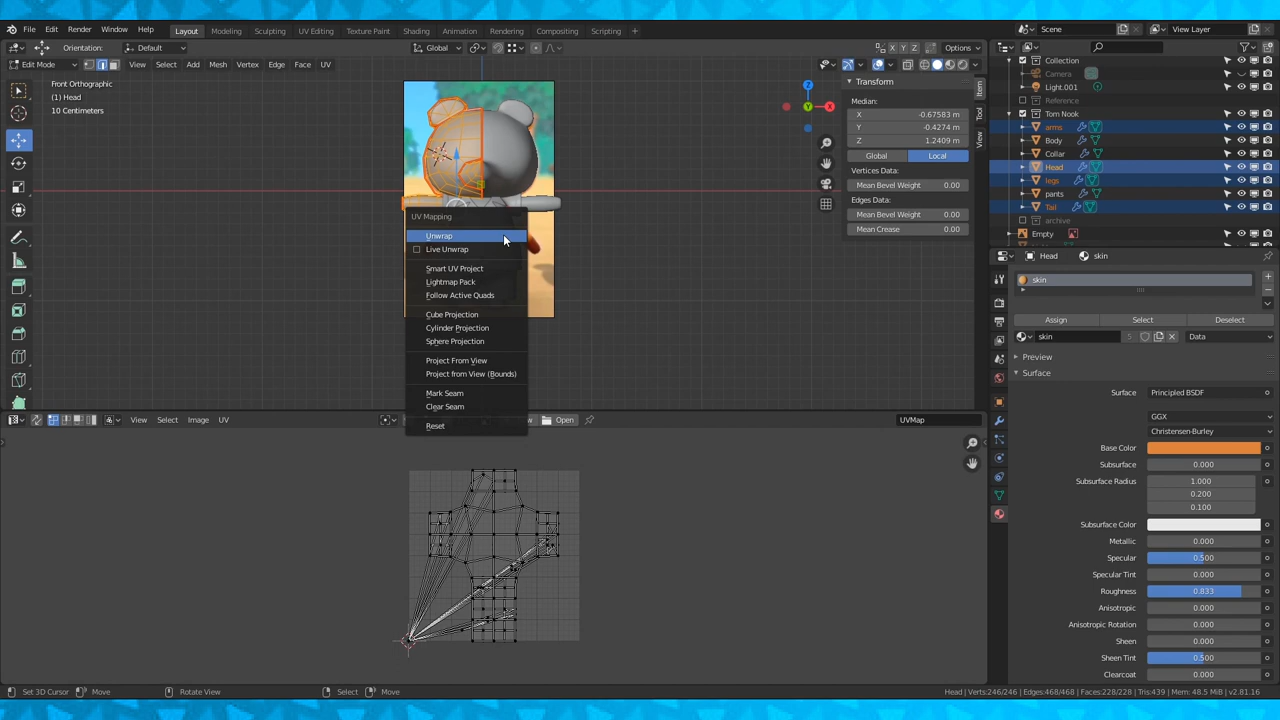 File Edit Render Window Help Layout Modeling Sculpting UV Editing Texture Paint Shading Animation Rendering Compositing Scripting + Scene View Layer
Orientation: Default Global X Y Z Options
Edit Mode View Select Add Mesh Vertex Edge Face UV
Front Orthographic
(1) Head
10 Centimeters
Transform
Median:
X -0.67583 m
Y -0.4274 m
Z 1.2409 m
Global Local
Vertices Data:
Mean Bevel Weight 0.00
Edges Data:
Mean Bevel Weight 0.00
Mean Crease 0.00
Item
Tool
View
UV Mapping
Unwrap
Live Unwrap
Smart UV Project
Lightmap Pack
Follow Active Quads
Cube Projection
Cylinder Projection
Sphere Projection
Project From View
Project from View (Bounds)
Mark Seam
Clear Seam
Reset
Collection
Camera
Light.001
Reference
Tom Nook
arms
Body
Collar
Head
legs
pants
Tail
archive
Empty
Head skin
skin
Assign Select Deselect
skin 5 Data
Preview
Surface
Surface Principled BSDF
GGX
Christensen-Burley
Base Color
Subsurface 0.000
Subsurface Radius 1.000
0.200
0.100
Subsurface Color
Metallic 0.000
Specular 0.500
Specular Tint 0.000
Roughness 0.833
Anisotropic 0.000
Anisotropic Rotation 0.000
Sheen 0.000
Sheen Tint 0.500
Clearcoat 0.000
View Select Image UV Open UVMap
Set 3D Cursor Move Rotate View Select Move Head | Verts:246/246 | Edges:468/468 | Faces:228/228 | Tris:439 | Mem: 48.5 MiB | v2.81.16